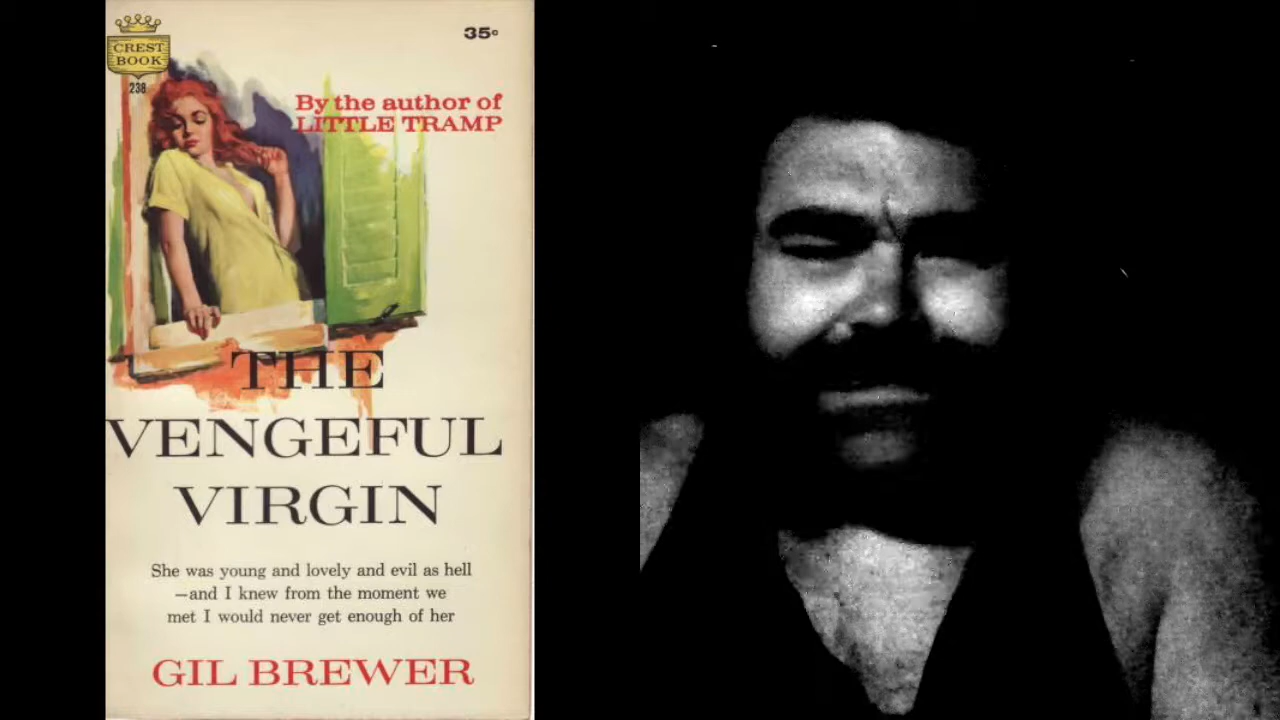 CREST
BOOK
238
35¢
By the author of
LITTLE TRAMP
THE
VENGEFUL
VIRGIN
She was young and lovely and evil as hell
—and I knew from the moment we
met I would never get enough of her
GIL BREWER